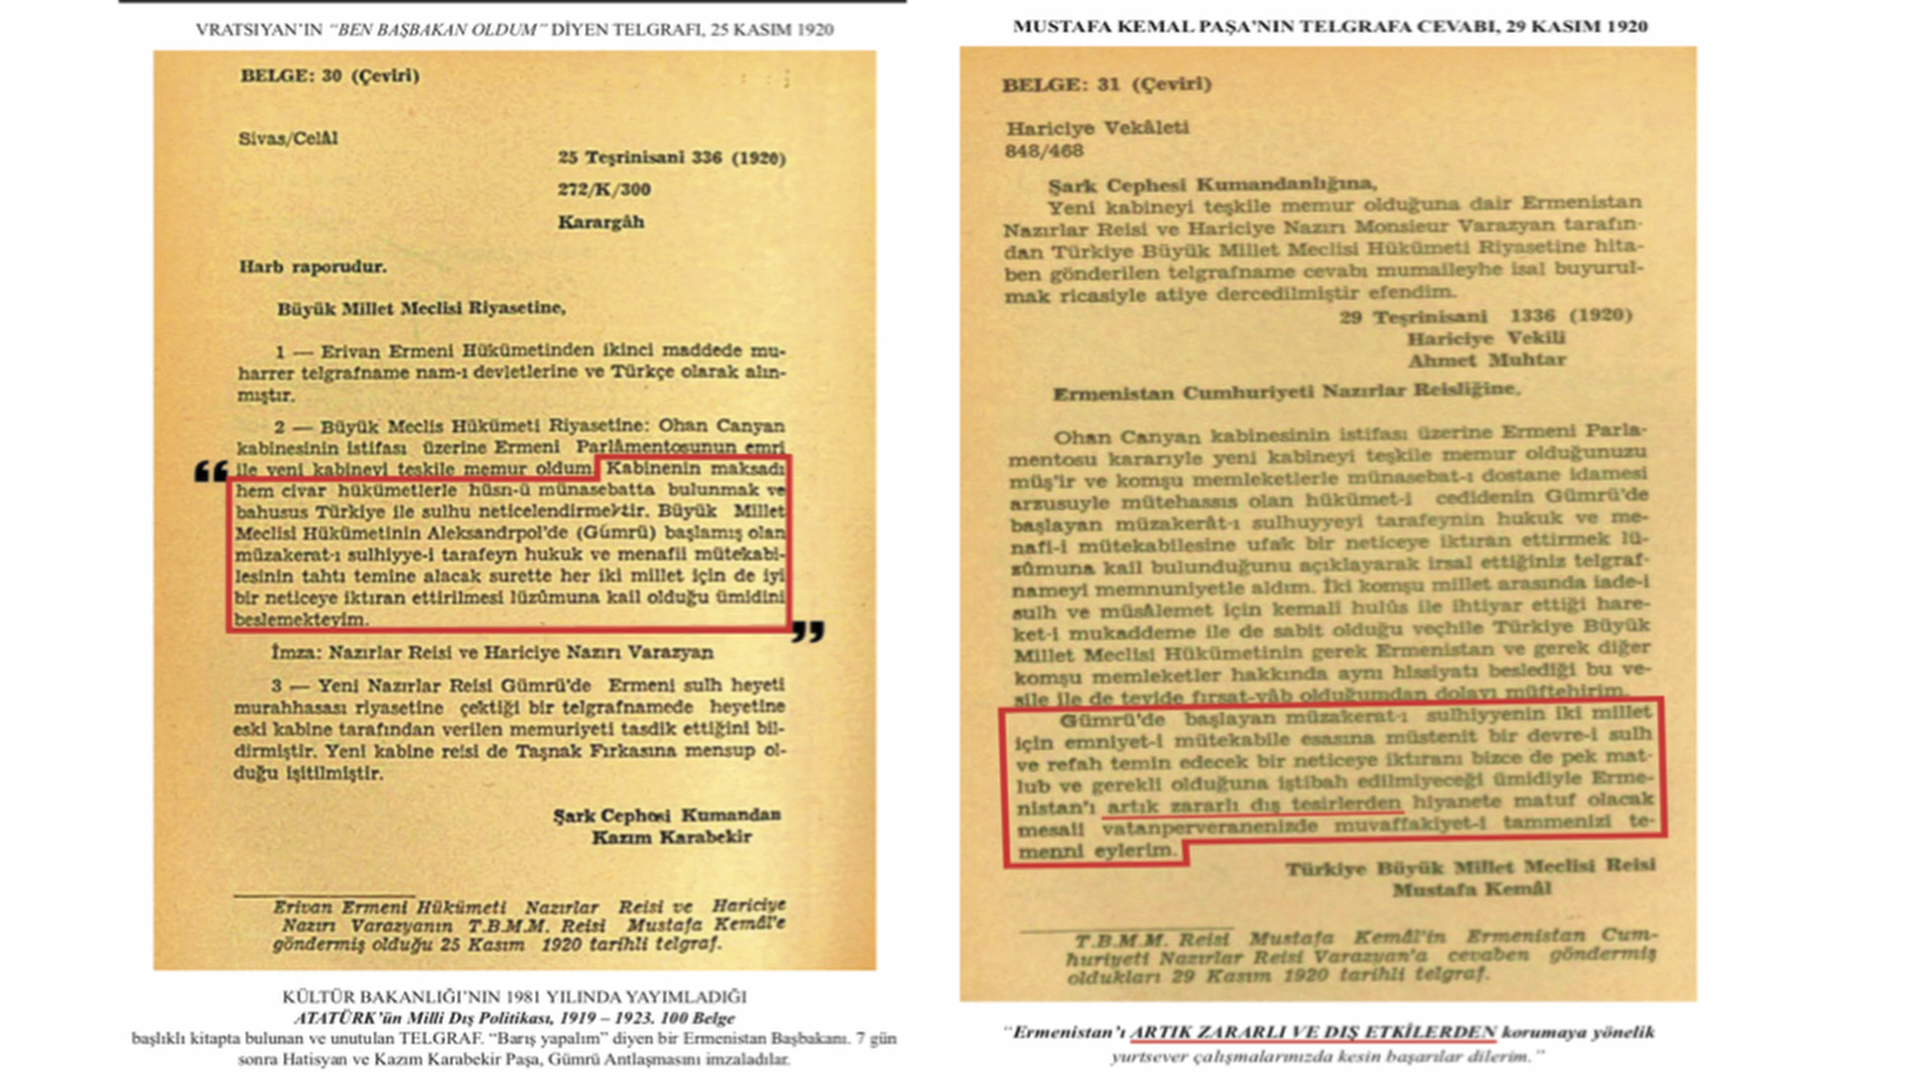 VRATSIYAN'IN "BEN BAŞBAKAN OLDUM" DİYEN TELGRAFI, 25 KASIM 1920
BELGE: 30 (Çeviri)
Sivas/Celâl
25 Teşrinisani 336 (1920)
272/K/300
Karargâh
Harb raporudur.
Büyük Millet Meclisi Riyasetine,
1 — Erivan Ermeni Hükümetinden ikinci maddede mu-
harrer telgrafname nam-ı devletlerine ve Türkçe olarak alın-
mıştır.
2 — Büyük Meclis Hükümeti Riyasetine: Ohan Canyan
kabinesinin istifası üzerine Ermeni Parlâmentosunun emri
ile yeni kabineyi teşkile memur oldum. Kabinenin maksadı
hem civar hükümetlerle hüsn-ü münasebatta bulunmak ve
bahusus Türkiye ile sulhu neticelendirmektir. Büyük Millet
Meclisi Hükümetinin Aleksandrpol'de (Gümrü) başlamış olan
müzakerat-ı sulhiyye-i tarafeyn hukuk ve menafii mütekabi-
lesinin tahtı temine alacak surette her iki millet için de iyi
bir neticeye iktıran ettirilmesi lüzûmuna kail olduğu ümidini
beslemekteyim.
İmza: Nazırlar Reisi ve Hariciye Nazırı Varazyan
3 — Yeni Nazırlar Reisi Gümrü'de Ermeni sulh heyeti
murahhasası riyasetine çektiği bir telgrafnamede heyetine
eski kabine tarafından verilen memuriyeti tasdik ettiğini bil-
dirmiştir. Yeni kabine reisi de Taşnak Fırkasına mensup ol-
duğu işitilmiştir.
Şark Cephesi Kumandan
Kazım Karabekir
Erivan Ermeni Hükümeti Nazırlar Reisi ve Hariciye
Nazırı Varazyanın T.B.M.M. Reisi Mustafa Kemâl'e
göndermiş olduğu 25 Kasım 1920 tarihli telgraf.
KÜLTÜR BAKANLIĞI'NIN 1981 YILINDA YAYIMLADIĞI
ATATÜRK'ün Milli Dış Politikası, 1919 – 1923. 100 Belge
başlıklı kitapta bulunan ve unutulan TELGRAF. "Barış yapalım" diyen bir Ermenistan Başbakanı. 7 gün
sonra Hatisyan ve Kazım Karabekir Paşa, Gümrü Antlaşmasını imzaladılar.
MUSTAFA KEMAL PAŞA'NIN TELGRAFA CEVABI, 29 KASIM 1920
BELGE: 31 (Çeviri)
Hariciye Vekâleti
848/468
Şark Cephesi Kumandanlığına,
Yeni kabineyi teşkile memur olduğuna dair Ermenistan
Nazırlar Reisi ve Hariciye Nazırı Monsieur Varazyan tarafın-
dan Türkiye Büyük Millet Meclisi Hükümeti Riyasetine hita-
ben gönderilen telgrafname cevabı mumaileyhe isal buyurul-
mak ricasiyle atiye dercedilmiştir efendim.
29 Teşrinisani 1336 (1920)
Hariciye Vekili
Ahmet Muhtar
Ermenistan Cumhuriyeti Nazırlar Reisliğine,
Ohan Canyan kabinesinin istifası üzerine Ermeni Parla-
mentosu kararıyle yeni kabineyi teşkile memur olduğunuzu
müş'ir ve komşu memleketlerle münasebat-ı dostane idamesi
arzusuyle mütehassis olan hükümet-i cedidenin Gümrü'de
başlayan müzakerât-ı sulhuyyeyi tarafeynin hukuk ve me-
nafi-i mütekabilesine ufak bir neticeye iktıran ettirmek lü-
zûmuna kail bulunduğunu açıklayarak irsal ettiğiniz telgraf-
nameyi memnuniyetle aldım. İki komşu millet arasında iade-i
sulh ve müsâlemet için kemali hulûs ile ihtiyar ettiği hare-
ket-i mukaddeme ile de sabit olduğu veçhile Türkiye Büyük
Millet Meclisi Hükümetinin gerek Ermenistan ve gerek diğer
komşu memleketler hakkında aynı hissiyatı beslediği bu ve-
sile ile de teyide fırsat-yâb olduğumdan dolayı müftehirim.
Gümrü'de başlayan müzakerat-ı sulhiyyenin iki millet
için emniyet-i mütekabile esasına müstenit bir devre-i sulh
ve refah temin edecek bir neticeye iktıranı bizce de pek mat-
lub ve gerekli olduğuna iştibah edilmiyeceği ümidiyle Erme-
nistan'ı artık zararlı dış tesirlerden hiyanete matuf olacak
mesaii vatanperveranenizde muvaffakiyet-i tammenizi te-
menni eylerim.
Türkiye Büyük Millet Meclisi Reisi
Mustafa Kemâl
T.B.M.M. Reisi Mustafa Kemâl'in Ermenistan Cum-
huriyeti Nazırlar Reisi Varazyan'a cevaben göndermiş
oldukları 29 Kasım 1920 tarihli telgraf.
"Ermenistan'ı ARTIK ZARARLI VE DIŞ ETKİLERDEN korumaya yönelik
yurtsever çalışmalarınızda kesin başarılar dilerim."